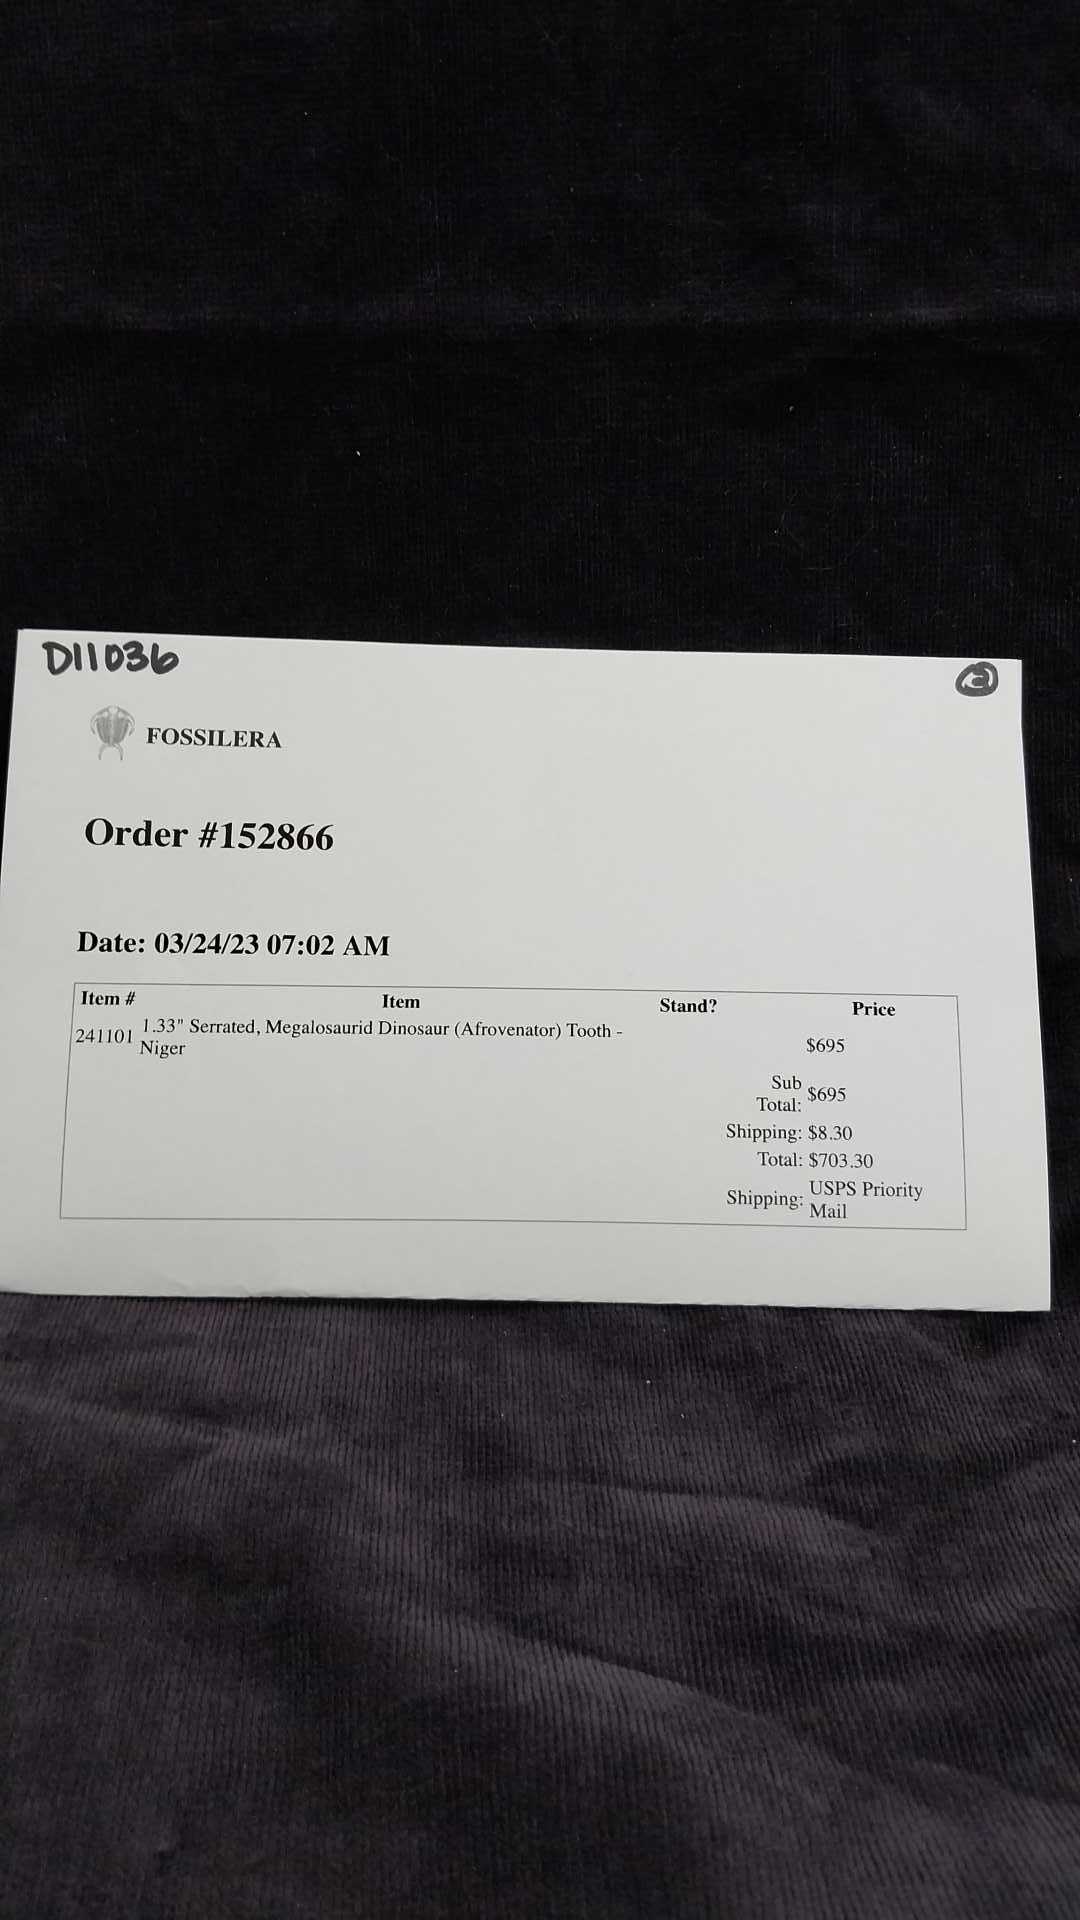 D11036
2
FOSSILERA
Order #152866
Date: 03/24/23 07:02 AM
Item # Item Stand? Price
241101 1.33" Serrated, Megalosaurid Dinosaur (Afrovenator) Tooth -
Niger
$695
Sub
Total: $695
Shipping: $8.30
Total: $703.30
Shipping: USPS Priority
Mail